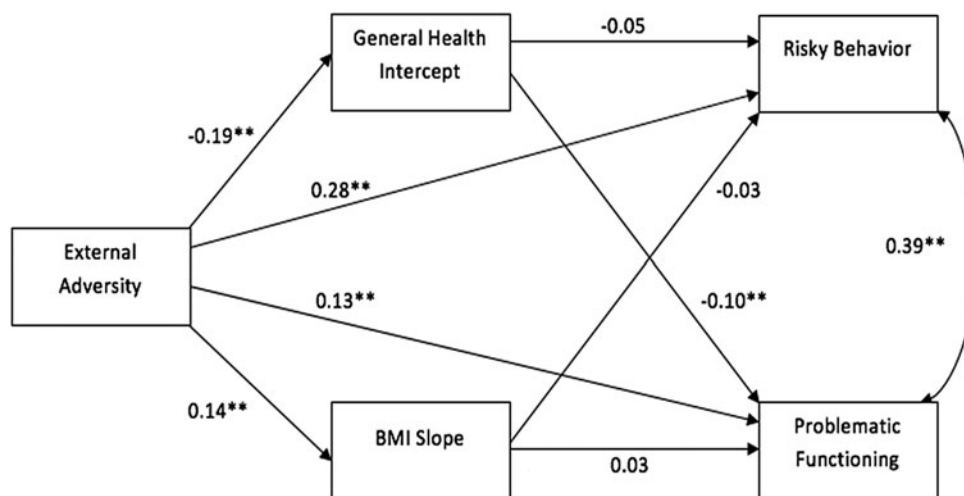 General Health
Intercept
-0.05
Risky Behavior
-0.19**
0.28**
-0.03
External
Adversity
0.39**
0.13**
-0.10**
0.14**
BMI Slope
0.03
Problematic
Functioning